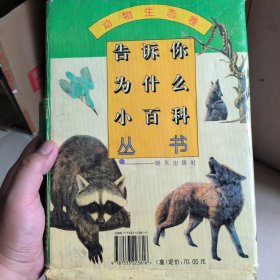 动物生态卷
告诉你
为什么
小百科
丛书
明天出版社
(盒)定价:70.00元